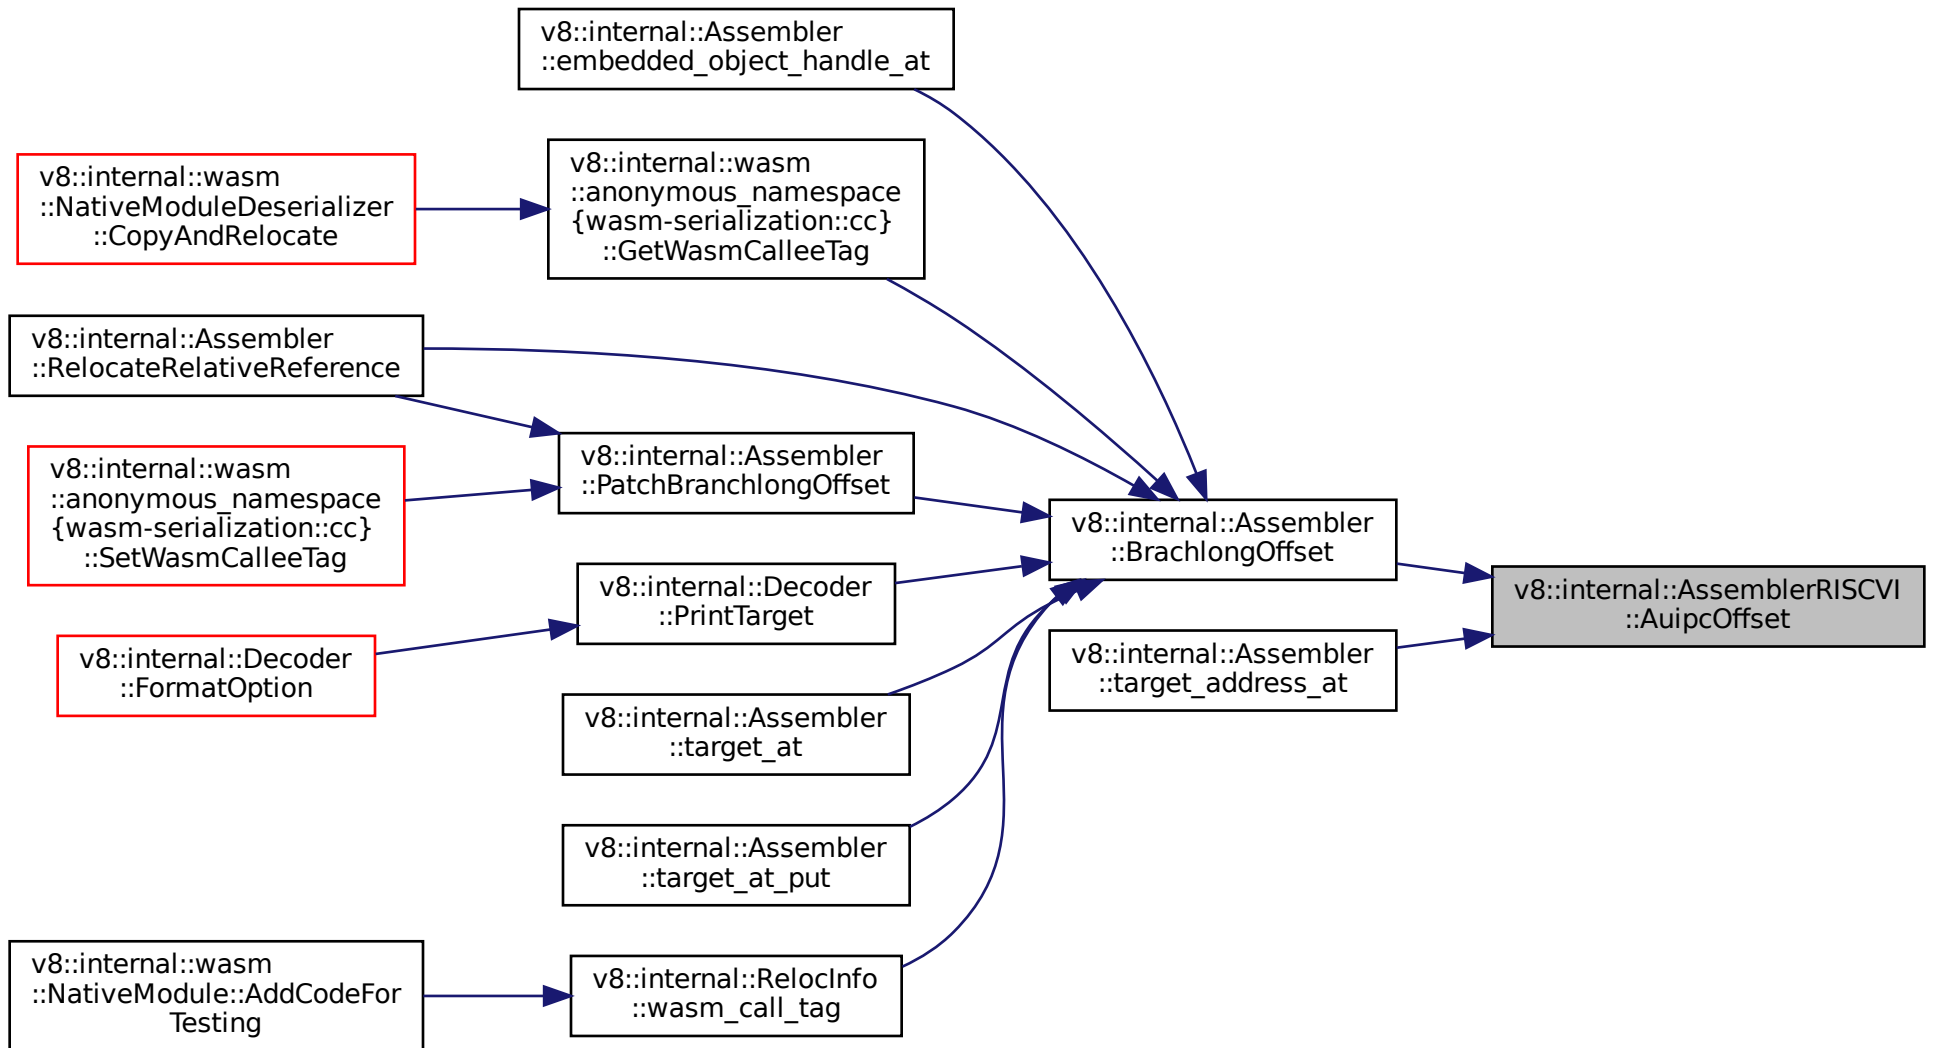 v8::internal::Assembler
::embedded_object_handle_at
v8::internal::wasm
::NativeModuleDeserializer
::CopyAndRelocate
v8::internal::wasm
::anonymous_namespace
{wasm-serialization::cc}
::GetWasmCalleeTag
v8::internal::Assembler
::RelocateRelativeReference
v8::internal::wasm
::anonymous_namespace
{wasm-serialization::cc}
::SetWasmCalleeTag
v8::internal::Assembler
::PatchBranchlongOffset
v8::internal::Assembler
::BrachlongOffset
v8::internal::AssemblerRISCVI
::AuipcOffset
v8::internal::Decoder
::PrintTarget
v8::internal::Decoder
::FormatOption
v8::internal::Assembler
::target_address_at
v8::internal::Assembler
::target_at
v8::internal::Assembler
::target_at_put
v8::internal::wasm
::NativeModule::AddCodeFor
Testing
v8::internal::RelocInfo
::wasm_call_tag